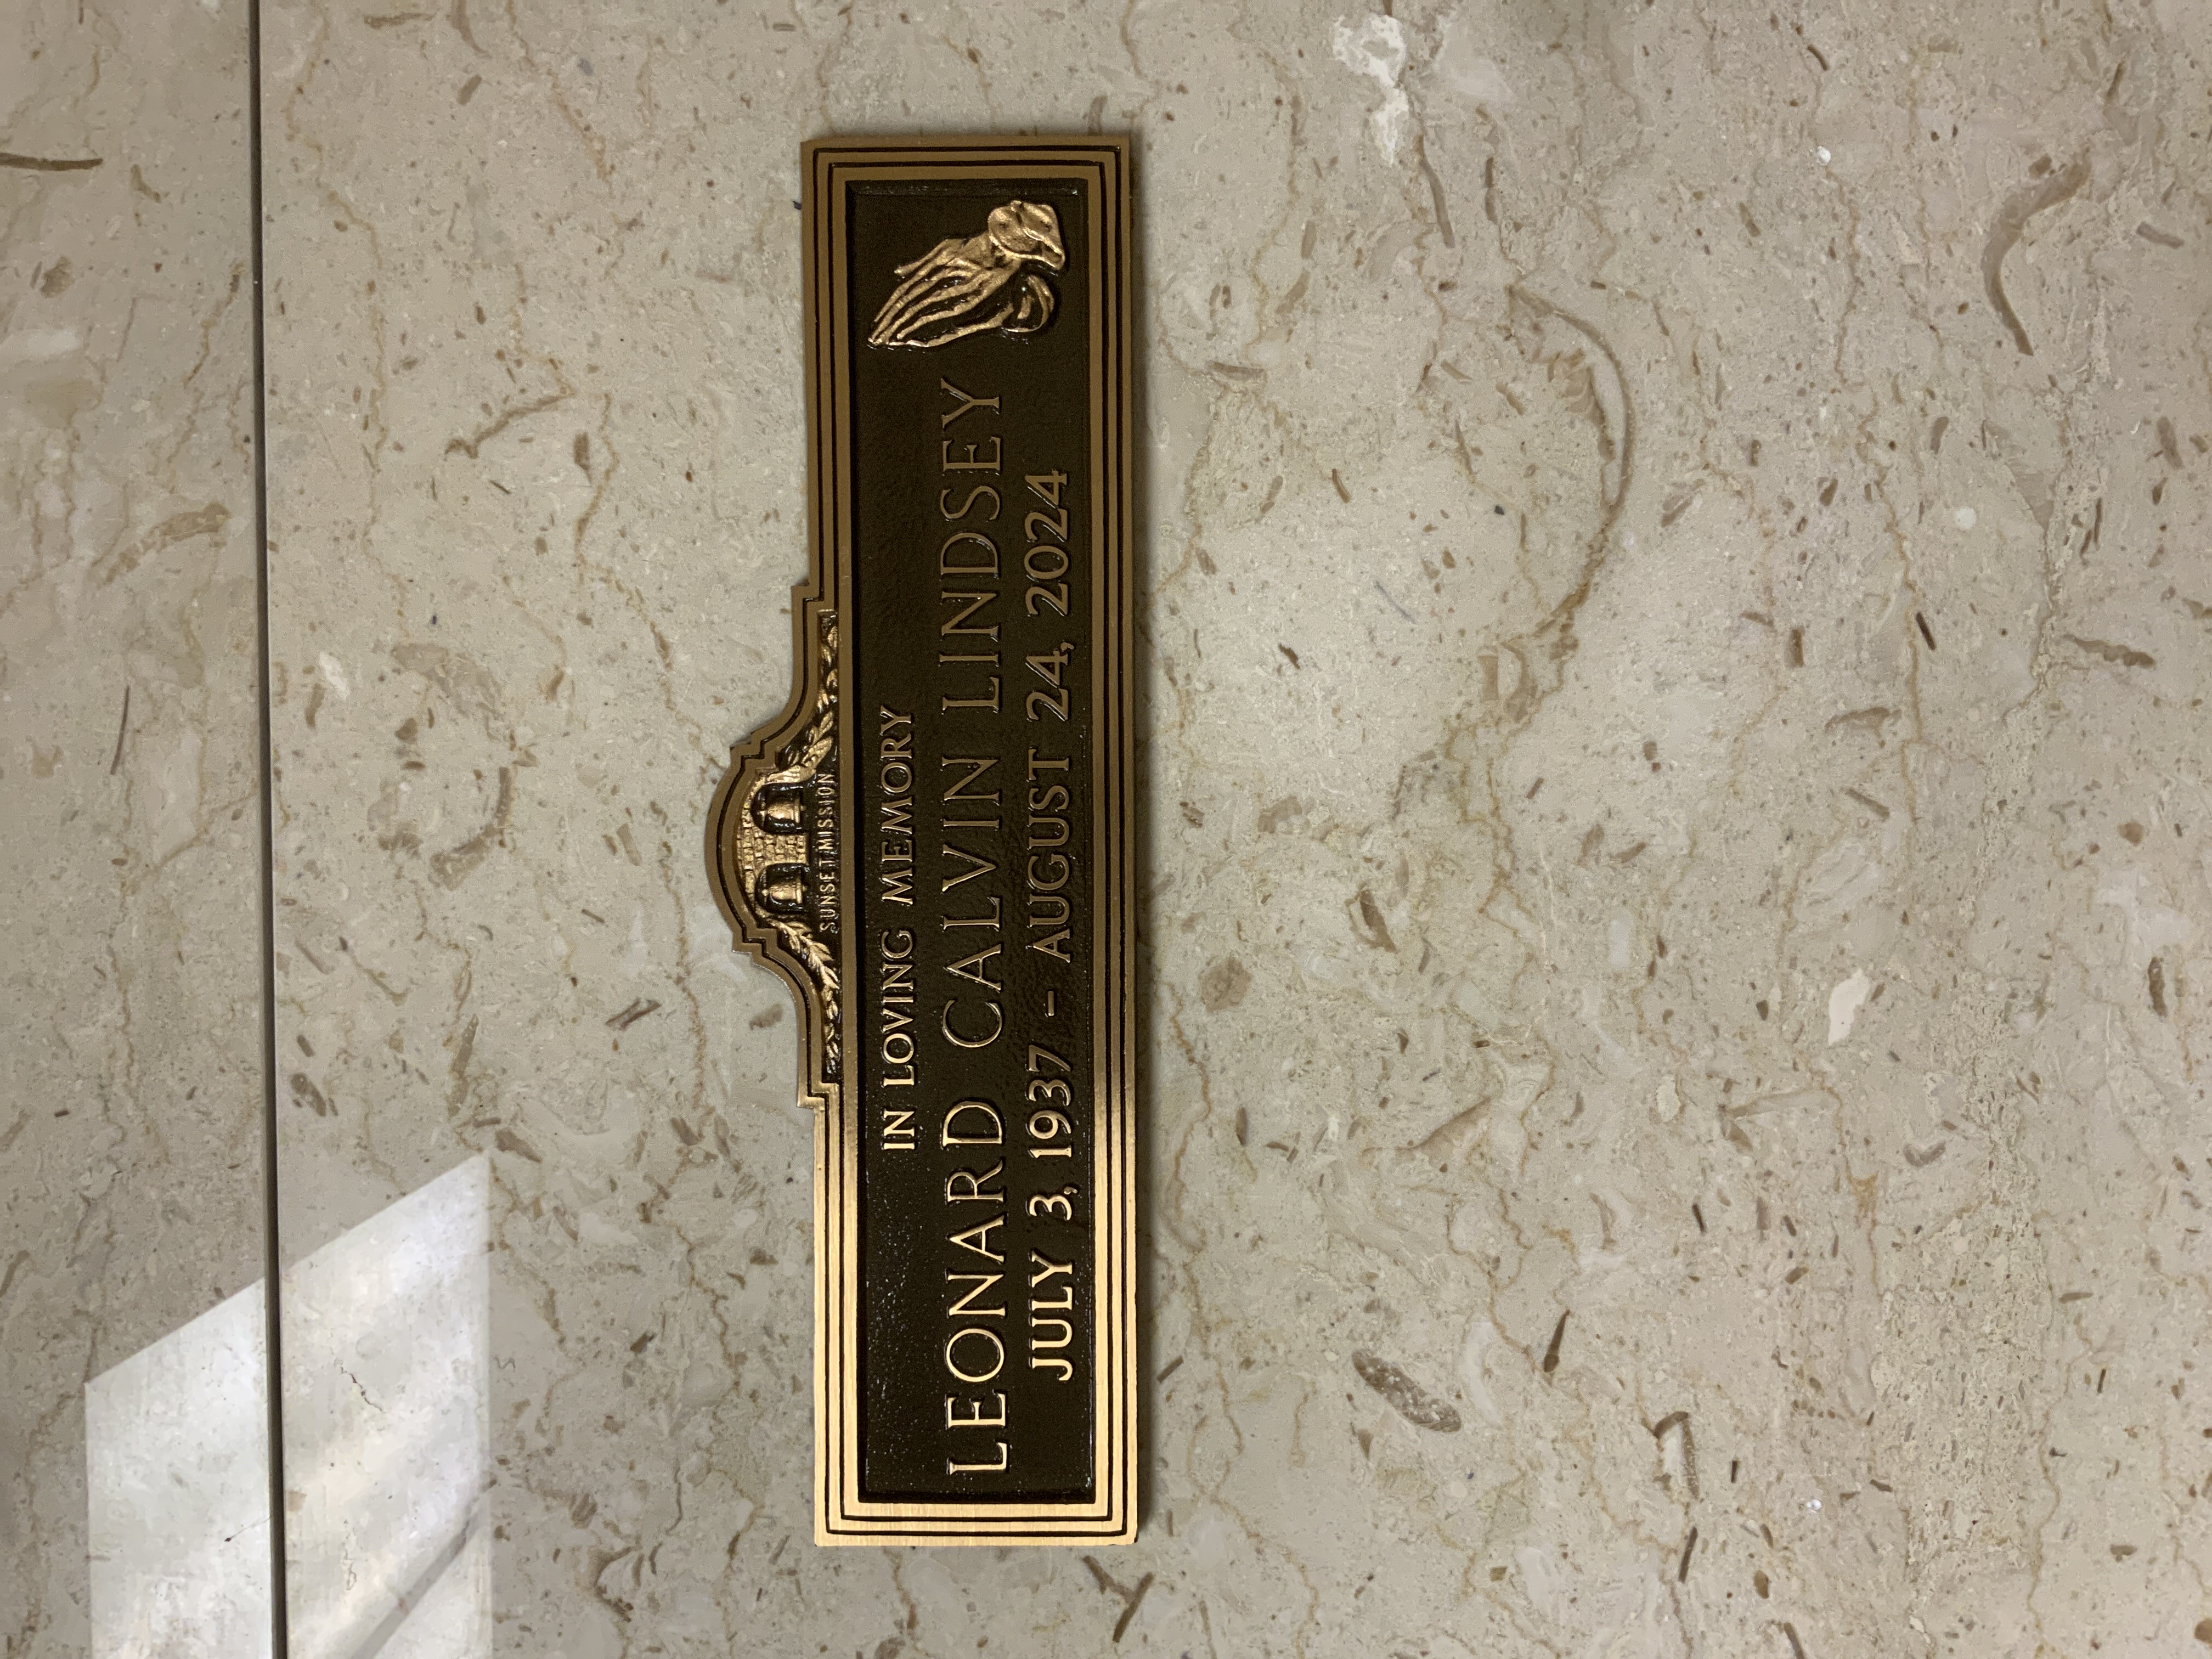 SUNSET MISSION
IN LOVING MEMORY
LEONARD CALVIN LINDSEY
JULY 3, 1937 - AUGUST 24, 2024